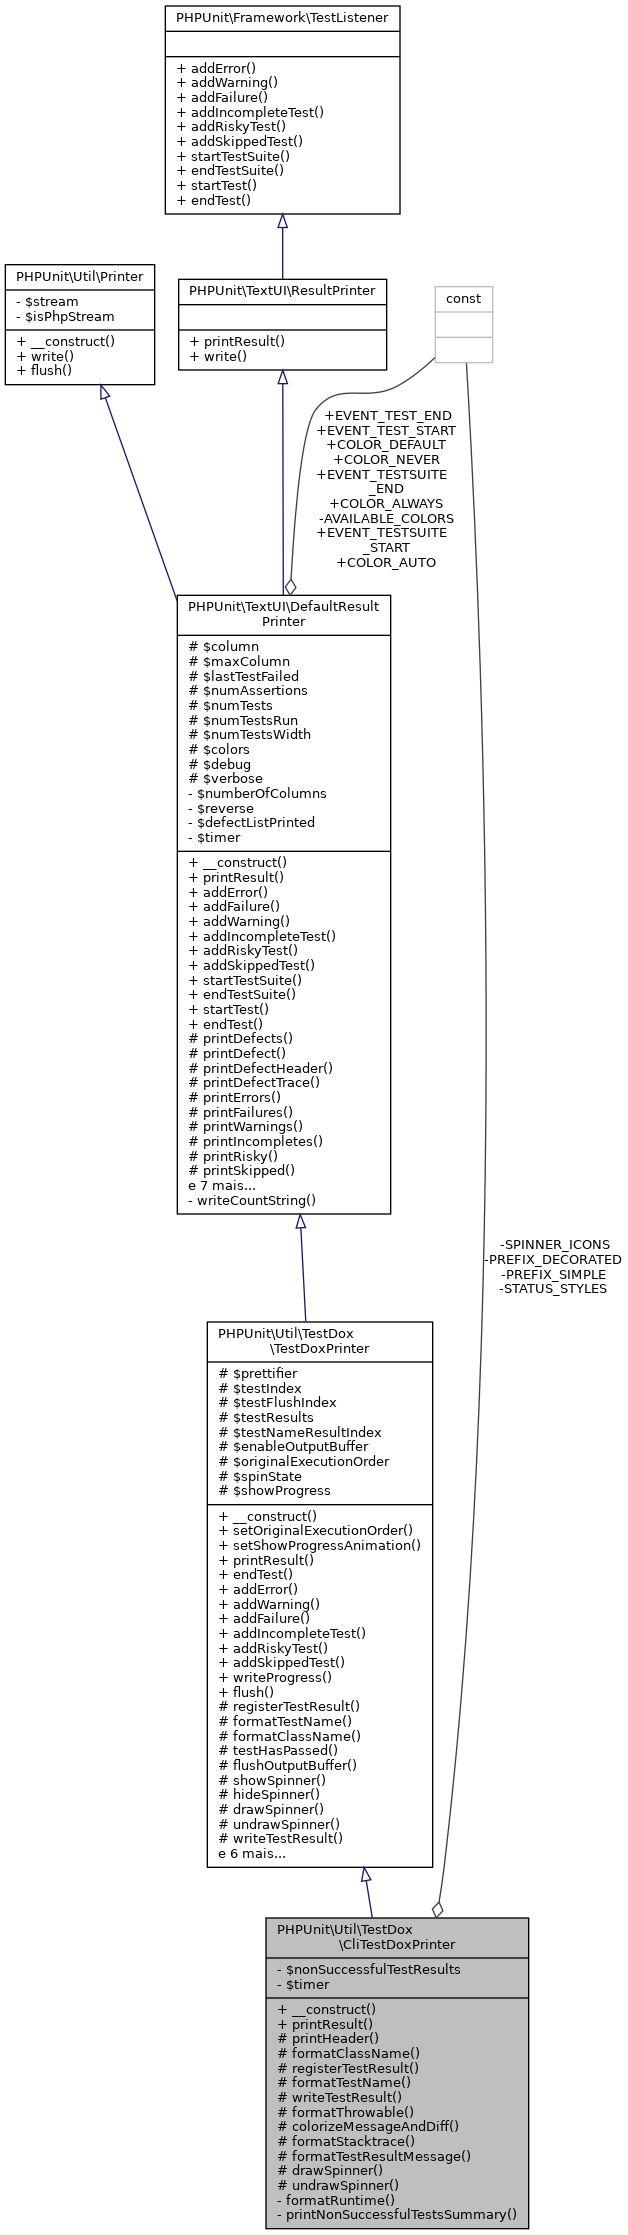 PHPUnit\Framework\TestListener
+ addError()
+ addWarning()
+ addFailure()
+ addIncompleteTest()
+ addRiskyTest()
+ addSkippedTest()
+ startTestSuite()
+ endTestSuite()
+ startTest()
+ endTest()
PHPUnit\Util\Printer
- $stream
- $isPhpStream
+ __construct()
+ write()
+ flush()
PHPUnit\TextUI\ResultPrinter
+ printResult()
+ write()
const
+EVENT_TEST_END
+EVENT_TEST_START
+COLOR_DEFAULT
+COLOR_NEVER
+EVENT_TESTSUITE
_END
+COLOR_ALWAYS
-AVAILABLE_COLORS
+EVENT_TESTSUITE
_START
+COLOR_AUTO
PHPUnit\TextUI\DefaultResult
Printer
# $column
# $maxColumn
# $lastTestFailed
# $numAssertions
# $numTests
# $numTestsRun
# $numTestsWidth
# $colors
# $debug
# $verbose
- $numberOfColumns
- $reverse
- $defectListPrinted
- $timer
+ __construct()
+ printResult()
+ addError()
+ addFailure()
+ addWarning()
+ addIncompleteTest()
+ addRiskyTest()
+ addSkippedTest()
+ startTestSuite()
+ endTestSuite()
+ startTest()
+ endTest()
# printDefects()
# printDefect()
# printDefectHeader()
# printDefectTrace()
# printErrors()
# printFailures()
# printWarnings()
# printIncompletes()
# printRisky()
# printSkipped()
e 7 mais...
- writeCountString()
-SPINNER_ICONS
-PREFIX_DECORATED
-PREFIX_SIMPLE
-STATUS_STYLES
PHPUnit\Util\TestDox
\TestDoxPrinter
# $prettifier
# $testIndex
# $testFlushIndex
# $testResults
# $testNameResultIndex
# $enableOutputBuffer
# $originalExecutionOrder
# $spinState
# $showProgress
+ __construct()
+ setOriginalExecutionOrder()
+ setShowProgressAnimation()
+ printResult()
+ endTest()
+ addError()
+ addWarning()
+ addFailure()
+ addIncompleteTest()
+ addRiskyTest()
+ addSkippedTest()
+ writeProgress()
+ flush()
# registerTestResult()
# formatTestName()
# formatClassName()
# testHasPassed()
# flushOutputBuffer()
# showSpinner()
# hideSpinner()
# drawSpinner()
# undrawSpinner()
# writeTestResult()
e 6 mais...
PHPUnit\Util\TestDox
\CliTestDoxPrinter
- $nonSuccessfulTestResults
- $timer
+ __construct()
+ printResult()
# printHeader()
# formatClassName()
# registerTestResult()
# formatTestName()
# writeTestResult()
# formatThrowable()
# colorizeMessageAndDiff()
# formatStacktrace()
# formatTestResultMessage()
# drawSpinner()
# undrawSpinner()
- formatRuntime()
- printNonSuccessfulTestsSummary()